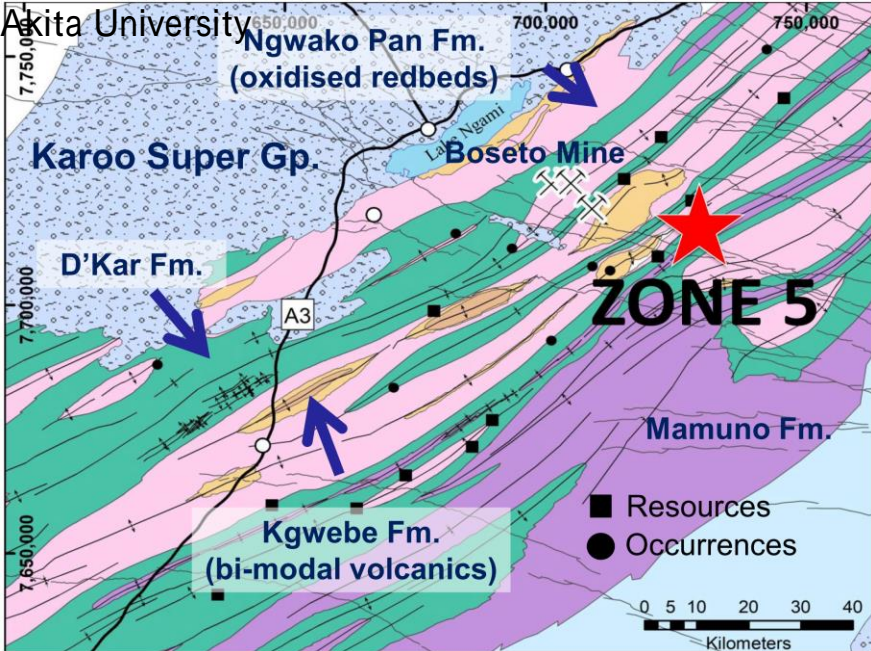 Akita University
650,000
700,000
750,000
7,750,000
Ngwako Pan Fm.
(oxidised redbeds)
Lake Ngami
Karoo Super Gp.
Boseto Mine
D'Kar Fm.
7,700,000
A3
ZONE 5
Mamuno Fm.
Resources
Occurrences
Kgwebe Fm.
(bi-modal volcanics)
7,650,000
0 5 10 20 30 40
Kilometers